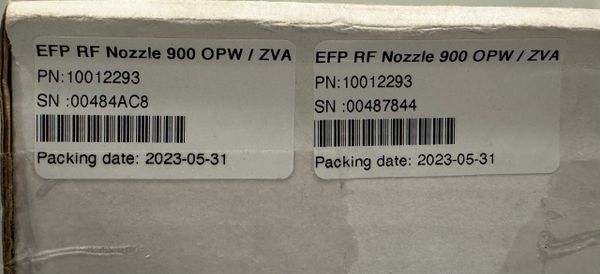 EFP RF Nozzle 900 OPW / ZVA
PN:10012293
SN :00484AC8
Packing date: 2023-05-31
EFP RF Nozzle 900 OPW / ZVA
PN:10012293
SN :00487844
Packing date: 2023-05-31